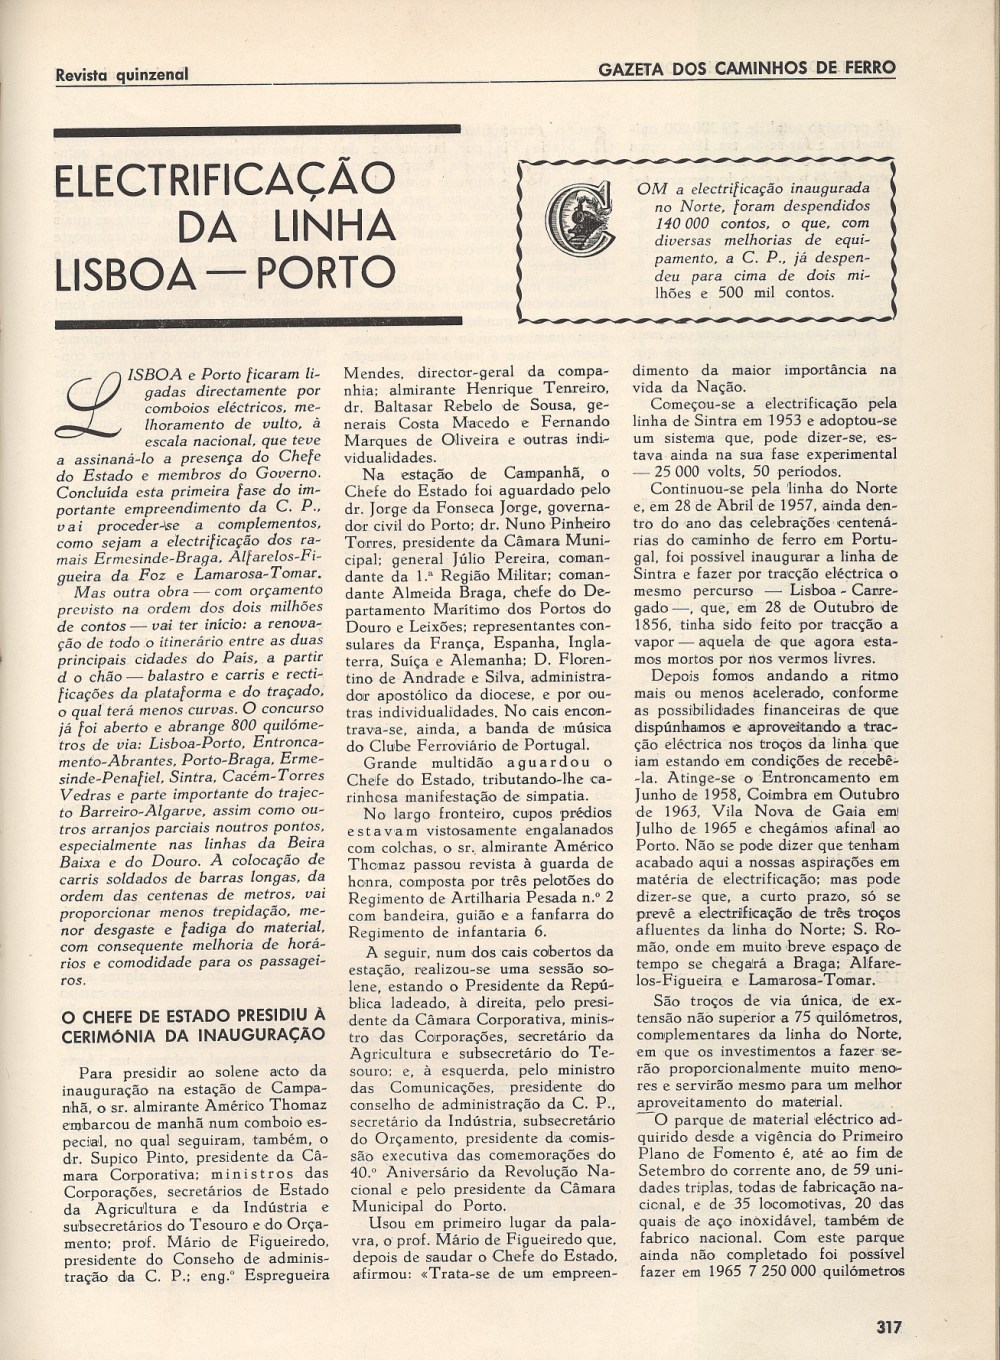 Revista quinzenal
GAZETA DOS CAMINHOS DE FERRO
ELECTRIFICAÇÃO
DA LINHA
LISBOA — PORTO
COM a electrificação inaugurada
no Norte, foram despendidos
140 000 contos, o que, com
diversas melhorias de equi-
pamento, a C. P., já despen-
deu para cima de dois mi-
lhões e 500 mil contos.
LISBOA e Porto ficaram li-
gadas directamente por
comboios eléctricos, me-
lhoramento de vulto, à
escala nacional, que teve
a assinaná-lo a presença do Chefe
do Estado e membros do Governo.
Concluída esta primeira fase do im-
portante empreendimento da C. P.,
vai proceder-se a complementos,
como sejam a electrificação dos ra-
mais Ermesinde-Braga, Alfarelos-Fi-
gueira da Foz e Lamarosa-Tomar.
Mas outra obra — com orçamento
previsto na ordem dos dois milhões
de contos — vai ter início: a renova-
ção de todo o itinerário entre as duas
principais cidades do País, a partir
d o chão — balastro e carris e recti-
ficações da plataforma e do traçado,
o qual terá menos curvas. O concurso
já foi aberto e abrange 800 quilóme-
tros de via: Lisboa-Porto, Entronca-
mento-Abrantes, Porto-Braga, Erme-
sinde-Penafiel, Sintra, Cacém-Torres
Vedras e parte importante do trajec-
to Barreiro-Algarve, assim como ou-
tros arranjos parciais noutros pontos,
especialmente nas linhas da Beira
Baixa e do Douro. A colocação de
carris soldados de barras longas, da
ordem das centenas de metros, vai
proporcionar menos trepidação, me-
nor desgaste e fadiga do material,
com consequente melhoria de horá-
rios e comodidade para os passagei-
ros.
O CHEFE DE ESTADO PRESIDIU À
CERIMÓNIA DA INAUGURAÇÃO
Para presidir ao solene acto da
inauguração na estação de Campa-
nhã, o sr. almirante Américo Thomaz
embarcou de manhã num comboio es-
pecial, no qual seguiram, também, o
dr. Supico Pinto, presidente da Câ-
mara Corporativa; ministros das
Corporações, secretários de Estado
da Agricultura e da Indústria e
subsecretários do Tesouro e do Orça-
mento; prof. Mário de Figueiredo,
presidente do Conseho de adminis-
tração da C. P.; eng.º Espregueira
Mendes, director-geral da compa-
nhia; almirante Henrique Tenreiro,
dr. Baltasar Rebelo de Sousa, ge-
nerais Costa Macedo e Fernando
Marques de Oliveira e outras indi-
vidualidades.
Na estação de Campanhã, o
Chefe do Estado foi aguardado pelo
dr. Jorge da Fonseca Jorge, governa-
dor civil do Porto; dr. Nuno Pinheiro
Torres, presidente da Câmara Muni-
cipal; general Júlio Pereira, coman-
dante da 1.ª Região Militar; coman-
dante Almeida Braga, chefe do De-
partamento Marítimo dos Portos do
Douro e Leixões; representantes con-
sulares da França, Espanha, Ingla-
terra, Suíça e Alemanha; D. Floren-
tino de Andrade e Silva, administra-
dor apostólico da diocese, e por ou-
tras individualidades. No cais encon-
trava-se, ainda, a banda de música
do Clube Ferroviário de Portugal.
Grande multidão aguardou o
Chefe do Estado, tributando-lhe ca-
rinhosa manifestação de simpatia.
No largo fronteiro, cupos prédios
estavam vistosamente engalanados
com colchas, o sr. almirante Américo
Thomaz passou revista à guarda de
honra, composta por três pelotões do
Regimento de Artilharia Pesada n.º 2
com bandeira, guião e a fanfarra do
Regimento de infantaria 6.
A seguir, num dos cais cobertos da
estação, realizou-se uma sessão so-
lene, estando o Presidente da Repú-
blica ladeado, à direita, pelo presi-
dente da Câmara Corporativa, minis-
tro das Corporações, secretário da
Agricultura e subsecretário do Te-
souro; e, à esquerda, pelo ministro
das Comunicações, presidente do
conselho de administração da C. P.,
secretário da Indústria, subsecretário
do Orçamento, presidente da comis-
são executiva das comemorações do
40.º Aniversário da Revolução Na-
cional e pelo presidente da Câmara
Municipal do Porto.
Usou em primeiro lugar da pala-
vra, o prof. Mário de Figueiredo que,
depois de saudar o Chefe do Estado,
afirmou: «Trata-se de um empreen-
dimento da maior importância na
vida da Nação.
Começou-se a electrificação pela
linha de Sintra em 1953 e adoptou-se
um sistema que, pode dizer-se, es-
tava ainda na sua fase experimental
— 25 000 volts, 50 períodos.
Continuou-se pela linha do Norte
e, em 28 de Abril de 1957, ainda den-
tro do ano das celebrações centená-
rias do caminho de ferro em Portu-
gal, foi possível inaugurar a linha de
Sintra e fazer por tracção eléctrica o
mesmo percurso — Lisboa - Carre-
gado —, que, em 28 de Outubro de
1856, tinha sido feito por tracção a
vapor — aquela de que agora esta-
mos mortos por nos vermos livres.
Depois fomos andando a ritmo
mais ou menos acelerado, conforme
as possibilidades financeiras de que
dispúnhamos e aproveitando a trac-
ção eléctrica nos troços da linha que
iam estando em condições de recebê-
-la. Atinge-se o Entroncamento em
Junho de 1958, Coimbra em Outubro
de 1963, Vila Nova de Gaia em
Julho de 1965 e chegámos afinal ao
Porto. Não se pode dizer que tenham
acabado aqui a nossas aspirações em
matéria de electrificação; mas pode
dizer-se que, a curto prazo, só se
prevê a electrificação de três troços
afluentes da linha do Norte; S. Ro-
mão, onde em muito breve espaço de
tempo se chegará a Braga; Alfare-
los-Figueira e Lamarosa-Tomar.
São troços de via única, de ex-
tensão não superior a 75 quilómetros,
complementares da linha do Norte,
em que os investimentos a fazer se-
rão proporcionalmente muito meno-
res e servirão mesmo para um melhor
aproveitamento do material.
O parque de material eléctrico ad-
quirido desde a vigência do Primeiro
Plano de Fomento é, até ao fim de
Setembro do corrente ano, de 59 uni-
dades triplas, todas de fabricação na-
cional, e de 35 locomotivas, 20 das
quais de aço inoxidável, também de
fabrico nacional. Com este parque
ainda não completado foi possível
fazer em 1965 7 250 000 quilómetros
317